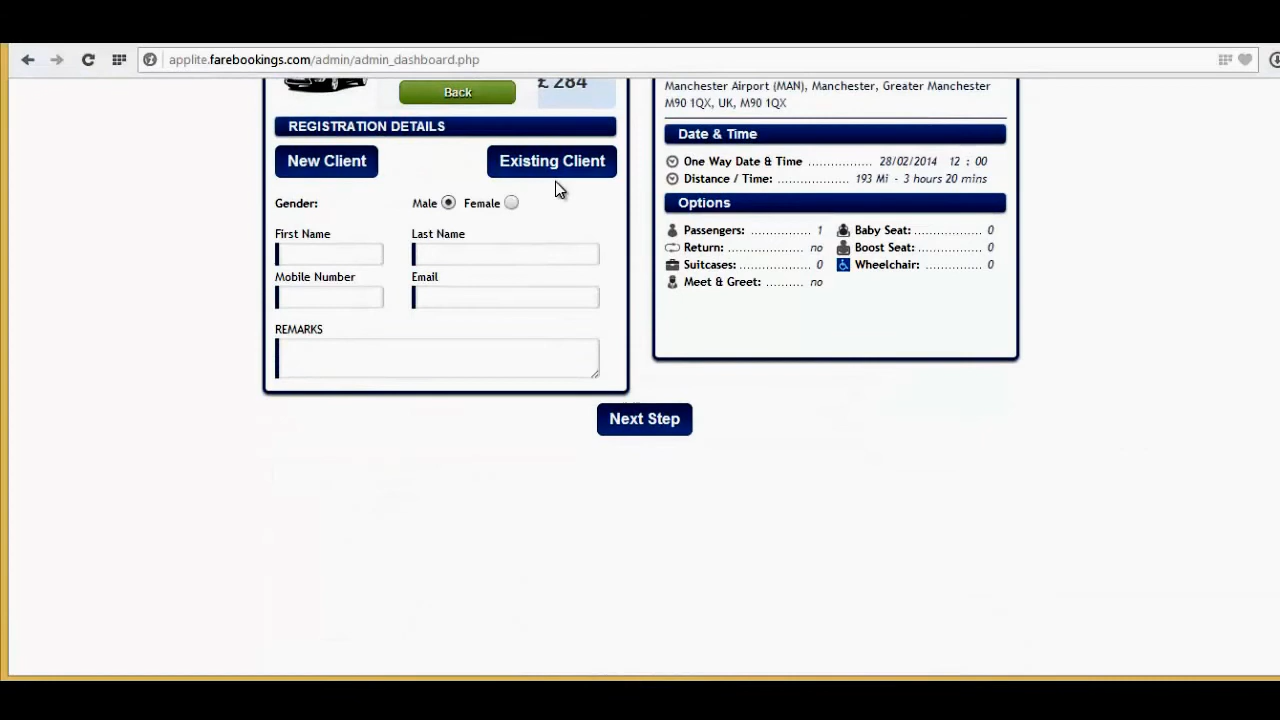 applite.farebookings.com/admin/admin_dashboard.php
Back
£ 284
REGISTRATION DETAILS
New Client
Existing Client
Gender: Male Female
First Name Last Name
Mobile Number Email
REMARKS
Manchester Airport (MAN), Manchester, Greater Manchester
M90 1QX, UK, M90 1QX
Date & Time
One Way Date & Time .................. 28/02/2014 12 : 00
Distance / Time: ..................... 193 Mi - 3 hours 20 mins
Options
Passengers: ........... 1 Baby Seat: ................... 0
Return: ................ no Boost Seat: .................. 0
Suitcases: ............. 0 Wheelchair: ................ 0
Meet & Greet: .......... no
Next Step